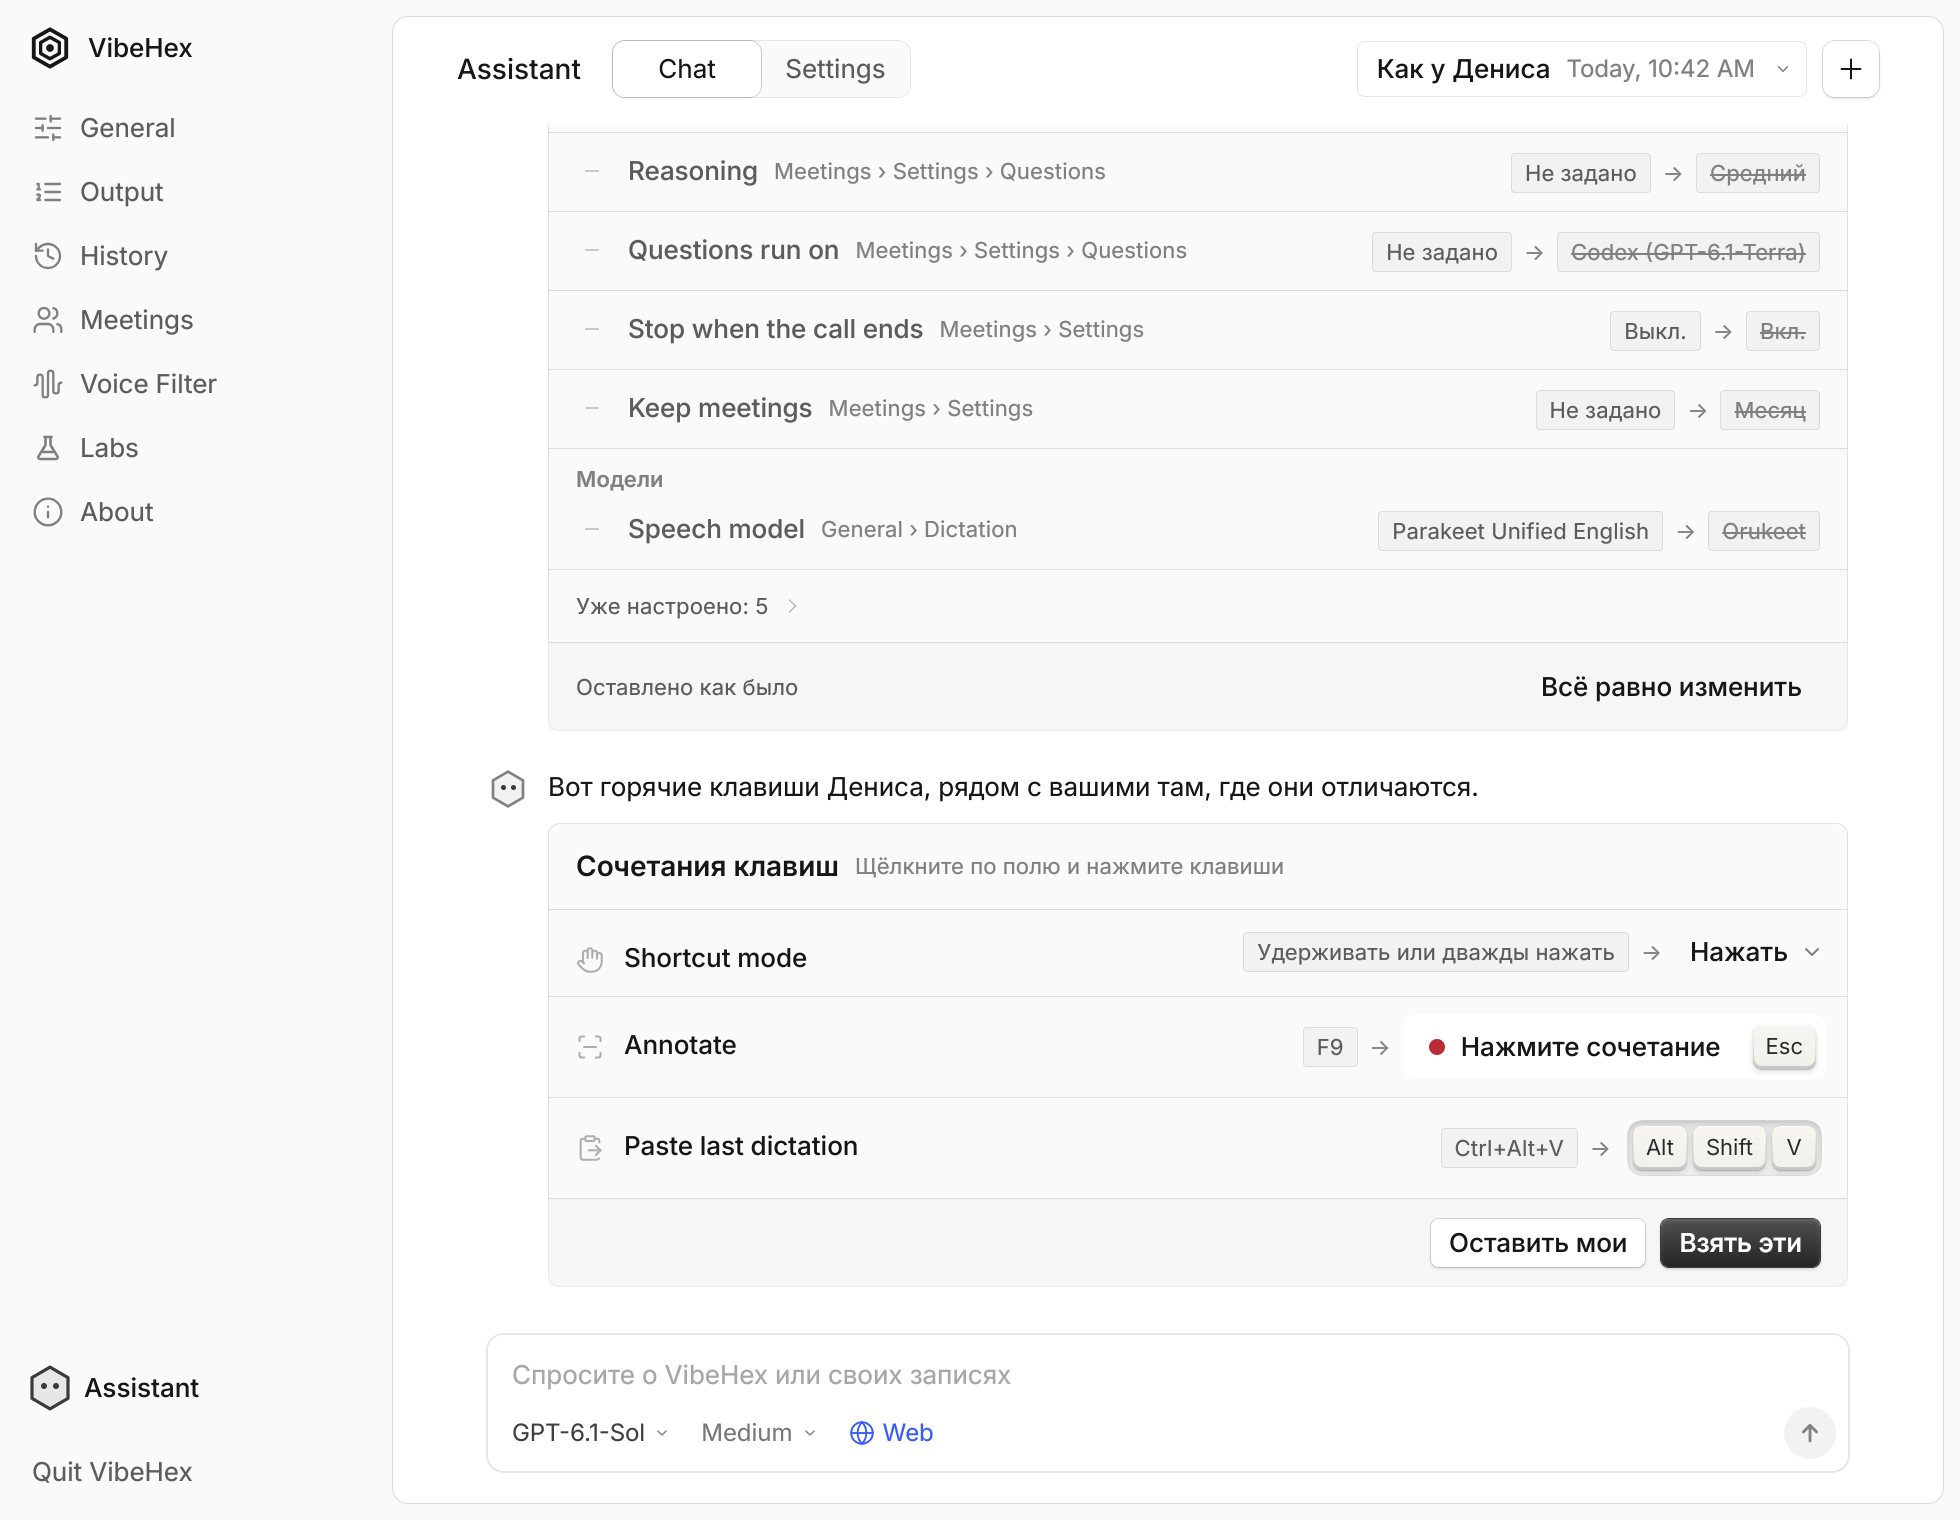 VibeHex
General
Output
History
Meetings
Voice Filter
Labs
About
Assistant
Quit VibeHex
Assistant Chat Settings Как у Дениса Today, 10:42 AM
Reasoning Meetings › Settings › Questions Не задано → Средний
Questions run on Meetings › Settings › Questions Не задано → Codex (GPT-6.1-Terra)
Stop when the call ends Meetings › Settings Выкл. → Вкл.
Keep meetings Meetings › Settings Не задано → Месяц
Модели
Speech model General › Dictation Parakeet Unified English → Orukeet
Уже настроено: 5
Оставлено как было Всё равно изменить
Вот горячие клавиши Дениса, рядом с вашими там, где они отличаются.
Сочетания клавиш Щёлкните по полю и нажмите клавиши
Shortcut mode Удерживать или дважды нажать → Нажать
Annotate F9 → Нажмите сочетание Esc
Paste last dictation Ctrl+Alt+V → Alt Shift V
Оставить мои Взять эти
Спросите о VibeHex или своих записях
GPT-6.1-Sol Medium Web